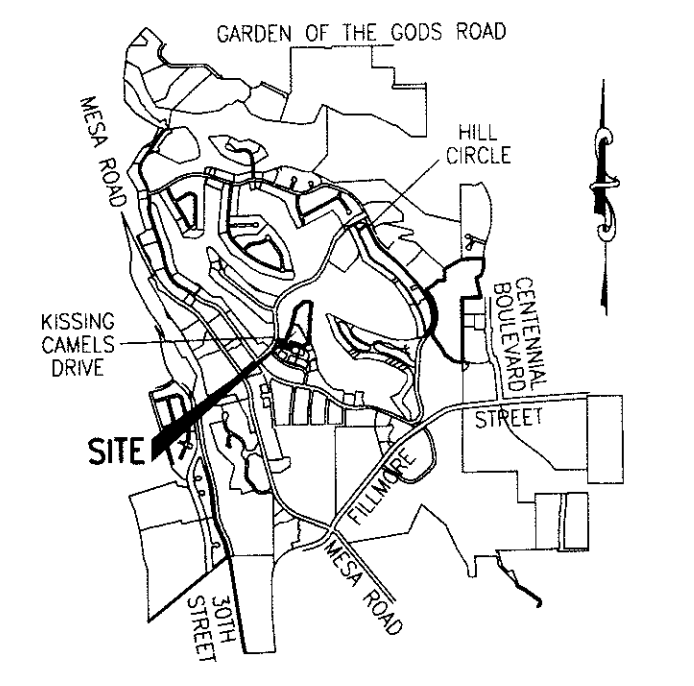 GARDEN OF THE GODS ROAD
MESA ROAD
HILL
CIRCLE
KISSING
CAMELS
DRIVE
CENTENNIAL
BOULEVARD
SITE
FILLMORE
STREET
MESA ROAD
30TH
STREET